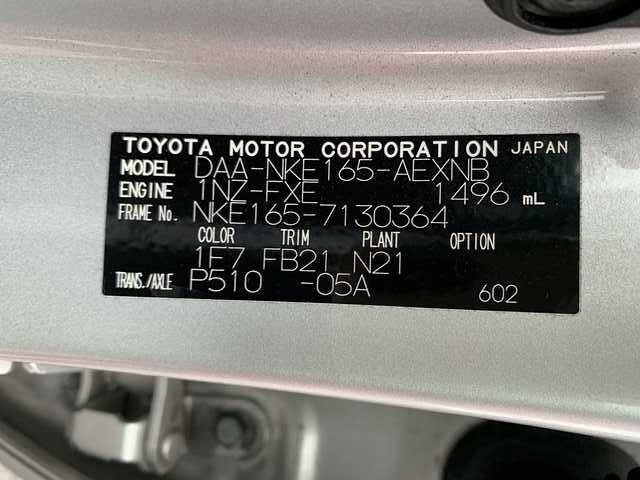 TOYOTA MOTOR CORPORATION JAPAN
MODEL DAA-NKE165-AEXNB
ENGINE 1NZ-FXE 1496 mL
FRAME No. NKE165-7130364
COLOR TRIM PLANT OPTION
1F7 FB21 N21
TRANS./AXLE P510 -05A 602